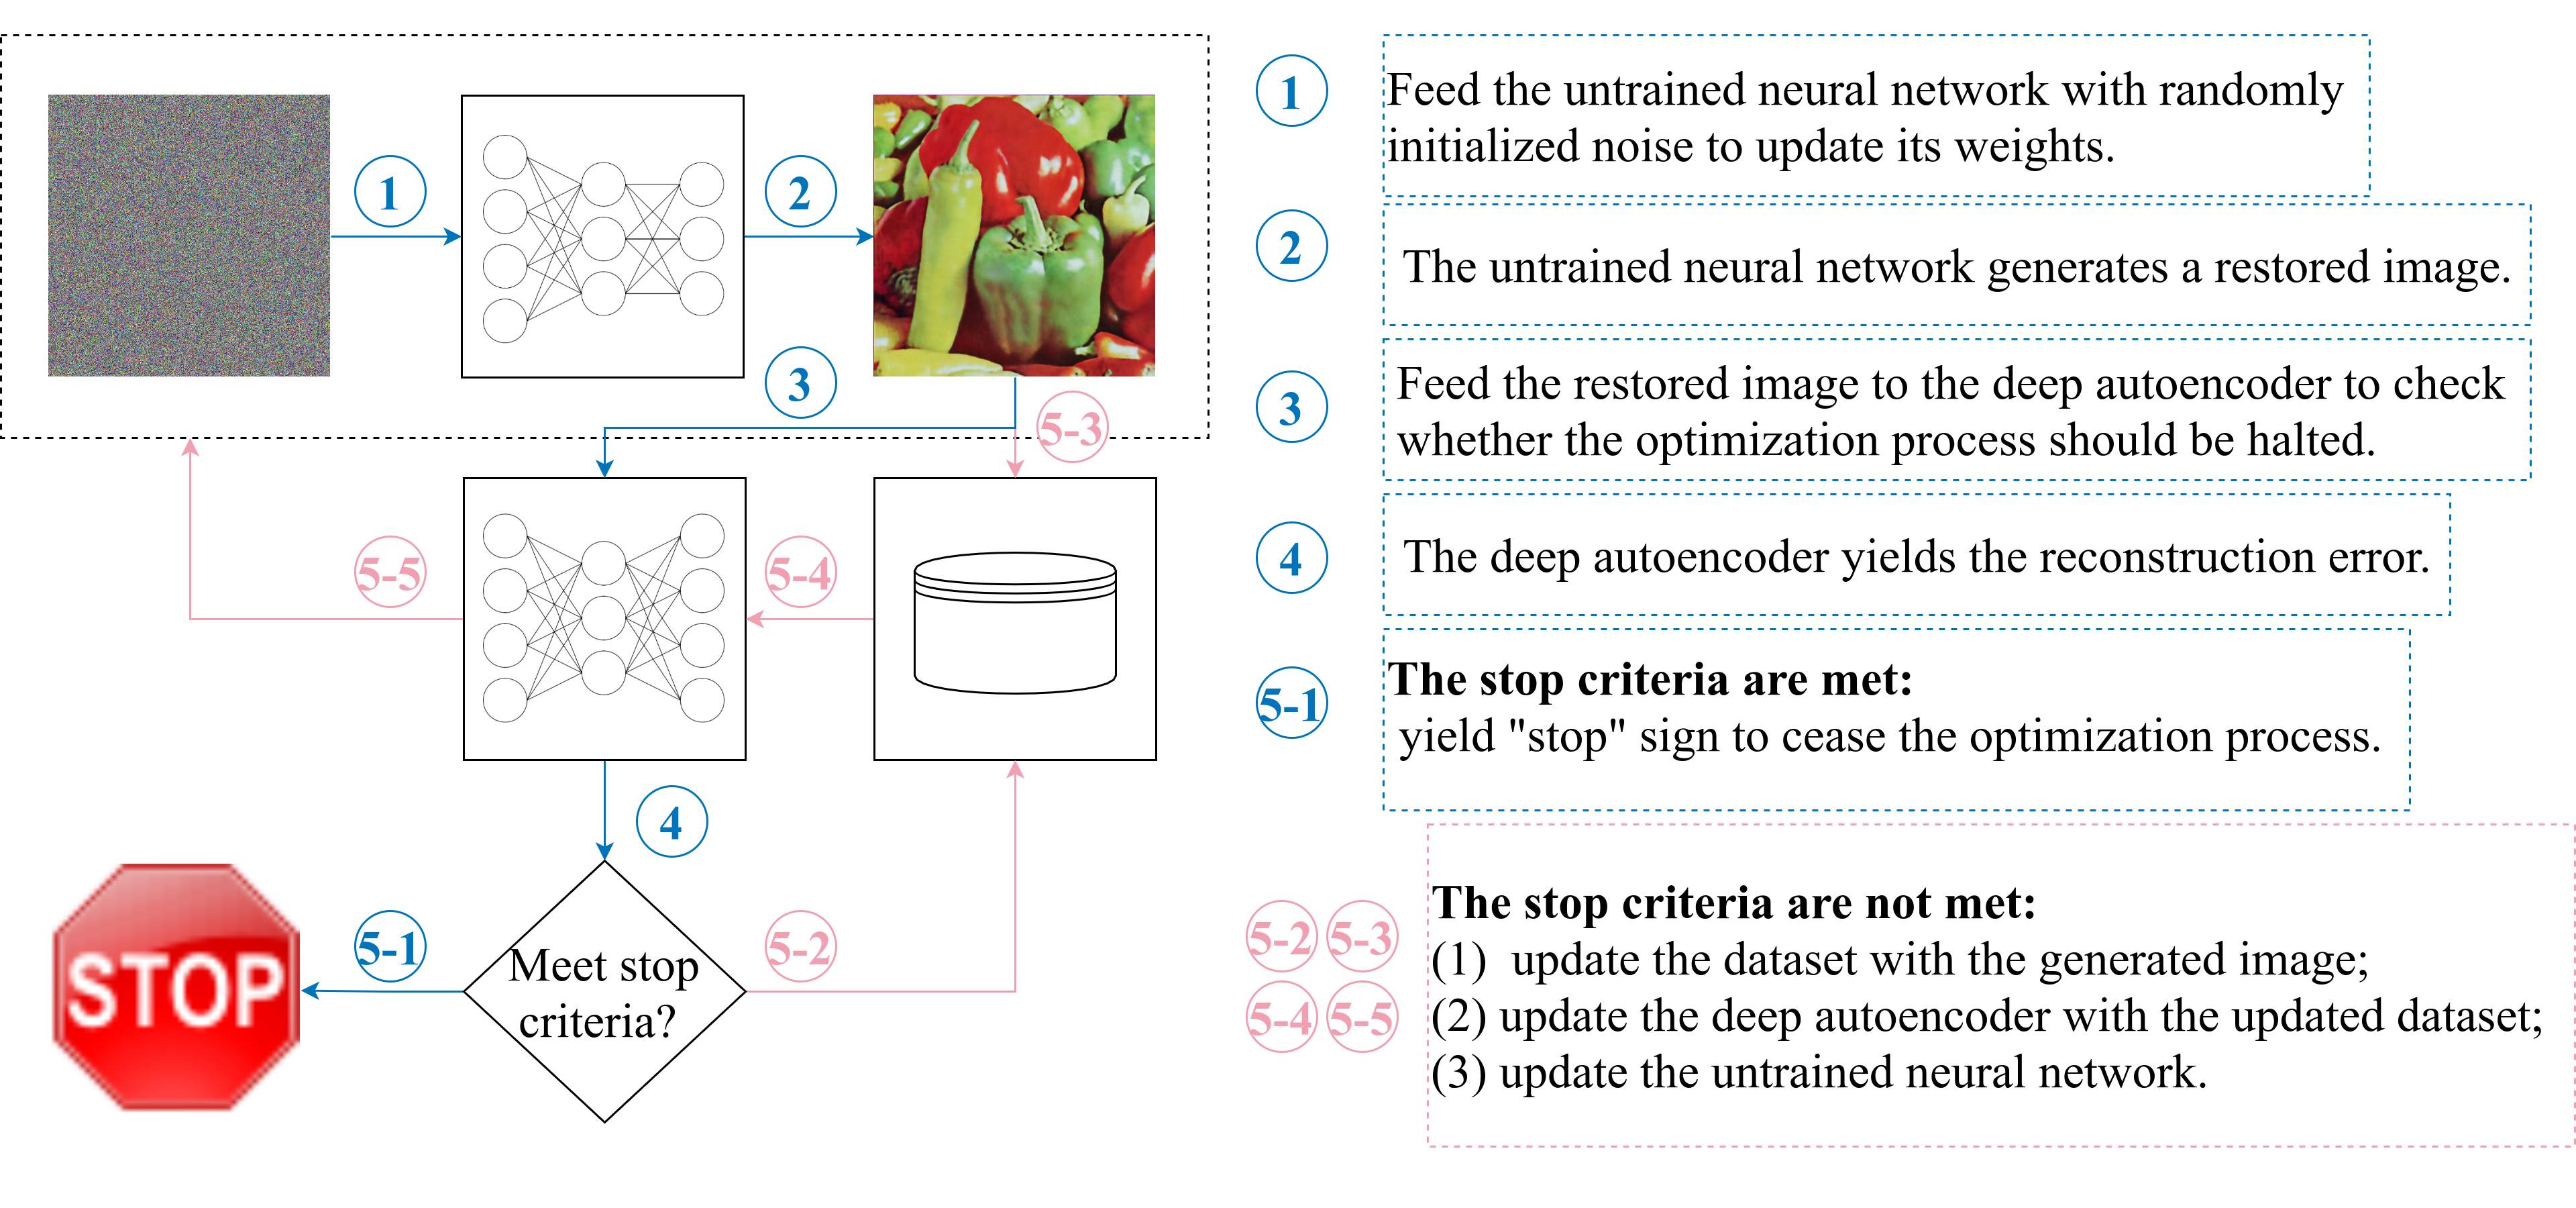 1
2
3
5-3
5-5
5-4
4
STOP
5-1
Meet stop
criteria?
5-2
1
Feed the untrained neural network with randomly
initialized noise to update its weights.
2
The untrained neural network generates a restored image.
3
Feed the restored image to the deep autoencoder to check
whether the optimization process should be halted.
4
The deep autoencoder yields the reconstruction error.
5-1
The stop criteria are met:
yield "stop" sign to cease the optimization process.
5-2 5-3
5-4 5-5
The stop criteria are not met:
(1) update the dataset with the generated image;
(2) update the deep autoencoder with the updated dataset;
(3) update the untrained neural network.